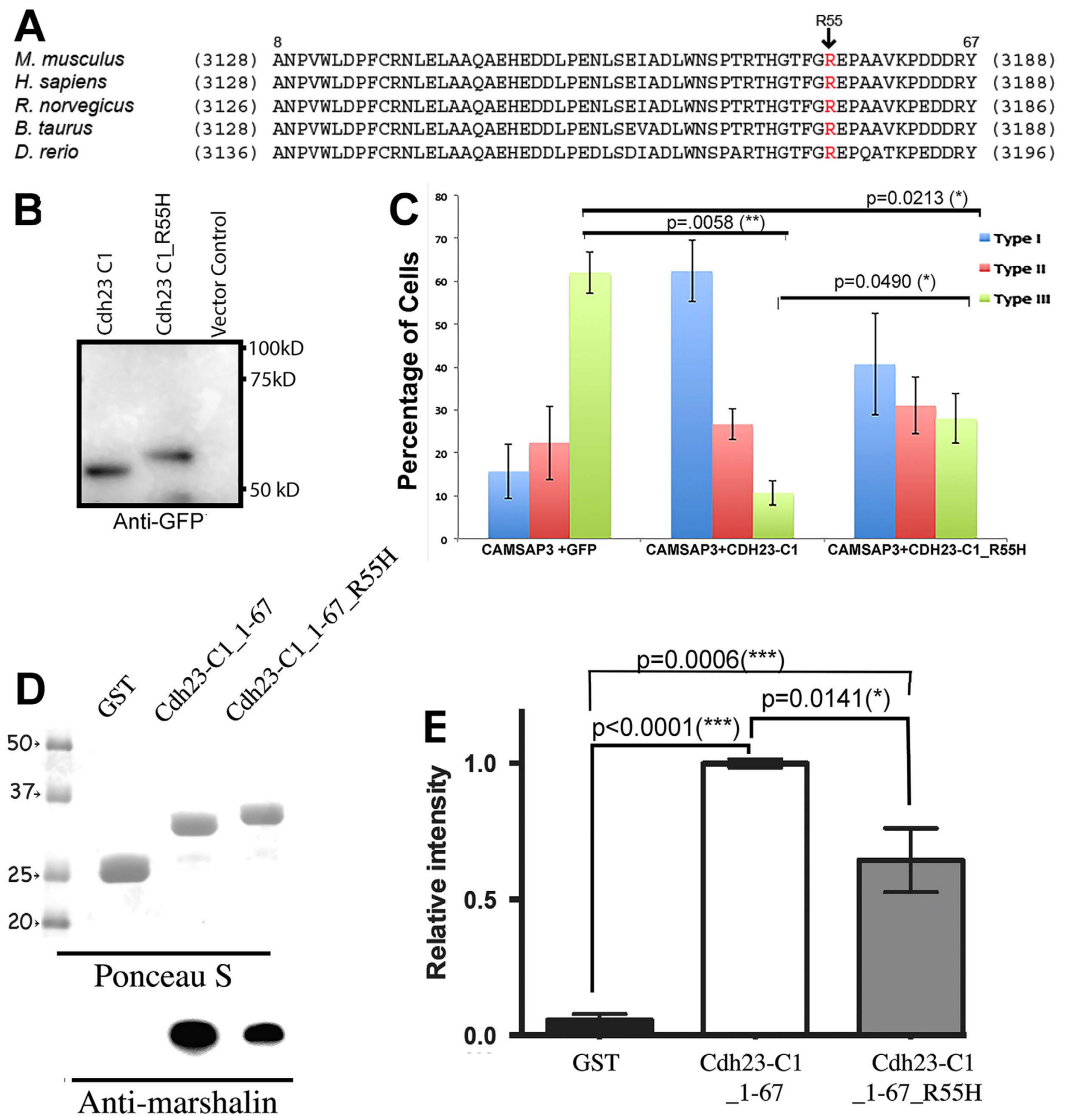 A
R55
8 67
M. musculus (3128) ANPVWLDPFCRNLELAAQAEHEDDLPENLSEIADLWNSPTRTHGTFGREPAAVKPDDDRY (3188)
H. sapiens (3128) ANPVWLDPFCRNLELAAQAEHEDDLPENLSEIADLWNSPTRTHGTFGREPAAVKPDDDRY (3188)
R. norvegicus (3126) ANPVWLDPFCRNLELAAQAEHEDDLPENLSEIADLWNSPTRTHGTFGREPAAVKPDDDRY (3186)
B. taurus (3128) ANPVWLDPFCRNLELAAQAEHEDDLPENLSEVADLWNSPTRTHGTFGREPAAVKPDDDRY (3188)
D. rerio (3136) ANPVWLDPFCRNLELAAQAEHEDDLPEDLSDIADLWNSPARTHGTFGREPQATKPEDDRY (3196)
B
Cdh23 C1
Cdh23 C1_R55H
Vector Control
100kD
75kD
50 kD
Anti-GFP
C
Percentage of Cells
80
70
60
50
40
30
20
10
0
p=0.0213 (*)
p=.0058 (**)
p=0.0490 (*)
Type I
Type II
Type III
CAMSAP3 +GFP
CAMSAP3+CDH23-C1
CAMSAP3+CDH23-C1_R55H
D
GST
Cdh23-C1_1-67
Cdh23-C1_1-67_R55H
50
37
25
20
Ponceau S
Anti-marshalin
E
Relative intensity
1.0
0.5
0.0
p=0.0006(***)
p<0.0001(***)
p=0.0141(*)
GST
Cdh23-C1
_1-67
Cdh23-C1
_1-67_R55H